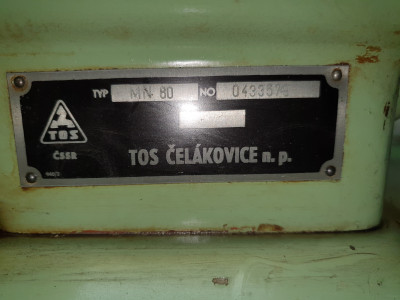 TYP MN 80 NO
TOS
ČSSR
TOS ČELÁKOVICE n. p.